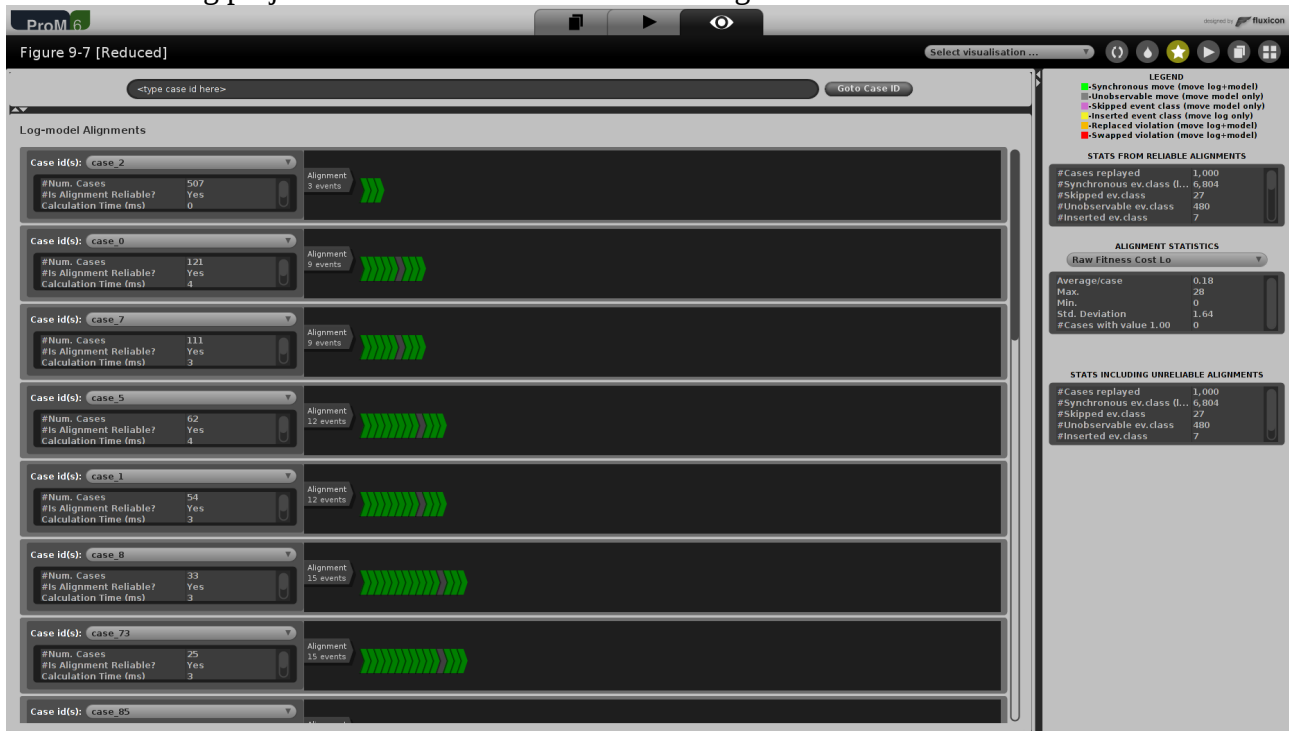 ProM 6
designed by fluxicon
Figure 9-7 [Reduced]
Select visualisation ...
<type case id here>
Goto Case ID
Log-model Alignments
Case id(s): case_2
#Num. Cases 507
#Is Alignment Reliable? Yes
Calculation Time (ms) 0
Alignment
3 events
Case id(s): case_0
#Num. Cases 121
#Is Alignment Reliable? Yes
Calculation Time (ms) 4
Alignment
9 events
Case id(s): case_7
#Num. Cases 111
#Is Alignment Reliable? Yes
Calculation Time (ms) 3
Alignment
9 events
Case id(s): case_5
#Num. Cases 62
#Is Alignment Reliable? Yes
Calculation Time (ms) 4
Alignment
12 events
Case id(s): case_1
#Num. Cases 54
#Is Alignment Reliable? Yes
Calculation Time (ms) 3
Alignment
12 events
Case id(s): case_8
#Num. Cases 33
#Is Alignment Reliable? Yes
Calculation Time (ms) 3
Alignment
15 events
Case id(s): case_73
#Num. Cases 25
#Is Alignment Reliable? Yes
Calculation Time (ms) 3
Alignment
15 events
Case id(s): case_85
LEGEND
-Synchronous move (move log+model)
-Unobservable move (move model only)
-Skipped event class (move model only)
-Inserted event class (move log only)
-Replaced violation (move log+model)
-Swapped violation (move log+model)
STATS FROM RELIABLE ALIGNMENTS
#Cases replayed 1,000
#Synchronous ev.class (l... 6,804
#Skipped ev.class 27
#Unobservable ev.class 480
#Inserted ev.class 7
ALIGNMENT STATISTICS
Raw Fitness Cost Lo
Average/case 0.18
Max. 28
Min. 0
Std. Deviation 1.64
#Cases with value 1.00 0
STATS INCLUDING UNRELIABLE ALIGNMENTS
#Cases replayed 1,000
#Synchronous ev.class (l... 6,804
#Skipped ev.class 27
#Unobservable ev.class 480
#Inserted ev.class 7